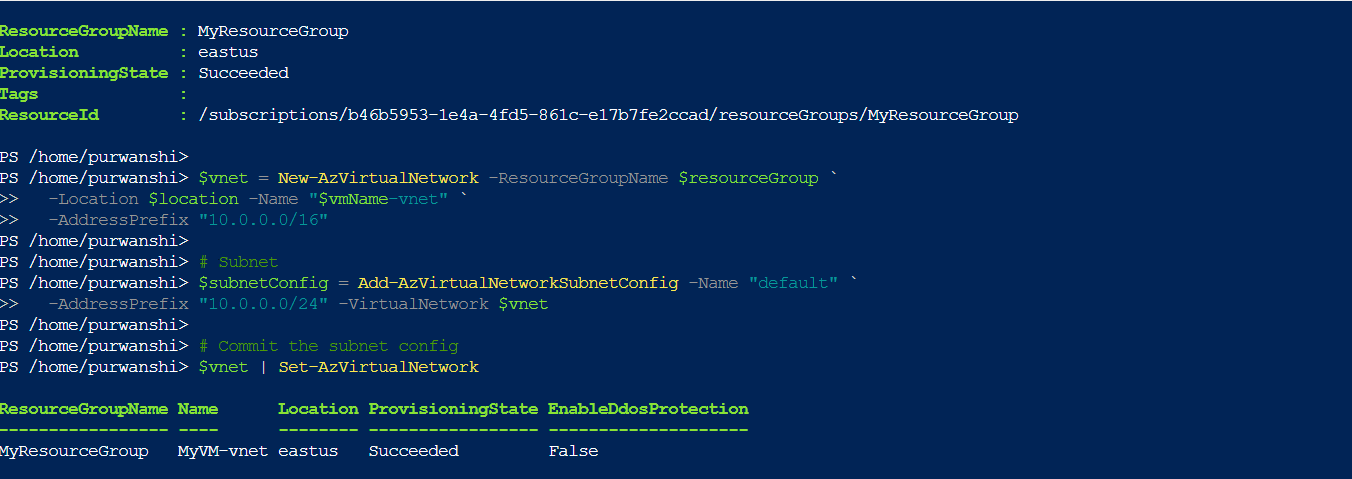 ResourceGroupName : MyResourceGroup
Location          : eastus
ProvisioningState : Succeeded
Tags              :
ResourceId        : /subscriptions/b46b5953-1e4a-4fd5-861c-e17b7fe2ccad/resourceGroups/MyResourceGroup
PS /home/purwanshi>
PS /home/purwanshi> $vnet = New-AzVirtualNetwork -ResourceGroupName $resourceGroup `
>>   -Location $location -Name "$vmName-vnet" `
>>   -AddressPrefix "10.0.0.0/16"
PS /home/purwanshi>
PS /home/purwanshi> # Subnet
PS /home/purwanshi> $subnetConfig = Add-AzVirtualNetworkSubnetConfig -Name "default" `
>>   -AddressPrefix "10.0.0.0/24" -VirtualNetwork $vnet
PS /home/purwanshi>
PS /home/purwanshi> # Commit the subnet config
PS /home/purwanshi> $vnet | Set-AzVirtualNetwork
ResourceGroupName Name      Location ProvisioningState EnableDdosProtection
----------------- ----      -------- ----------------- --------------------
MyResourceGroup   MyVM-vnet eastus   Succeeded         False